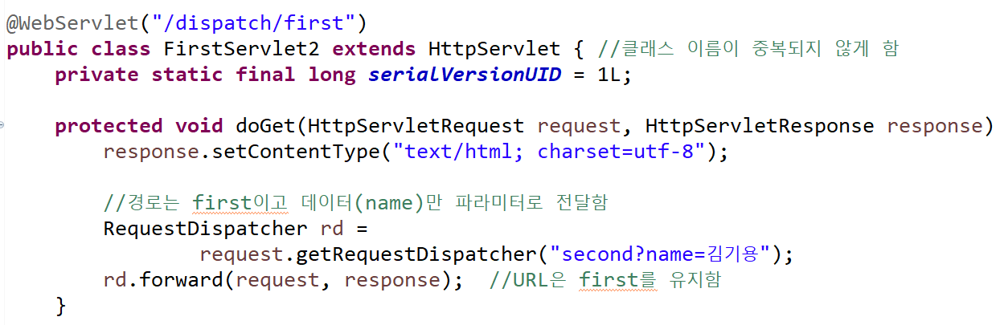 @WebServlet("/dispatch/first")
public class FirstServlet2 extends HttpServlet { //클래스 이름이 중복되지 않게 함
    private static final long serialVersionUID = 1L;
    protected void doGet(HttpServletRequest request, HttpServletResponse response)
        response.setContentType("text/html; charset=utf-8");
        //경로는 first이고 데이터(name)만 파라미터로 전달함
        RequestDispatcher rd =
                request.getRequestDispatcher("second?name=김기용");
        rd.forward(request, response);  //URL은 first를 유지함
    }